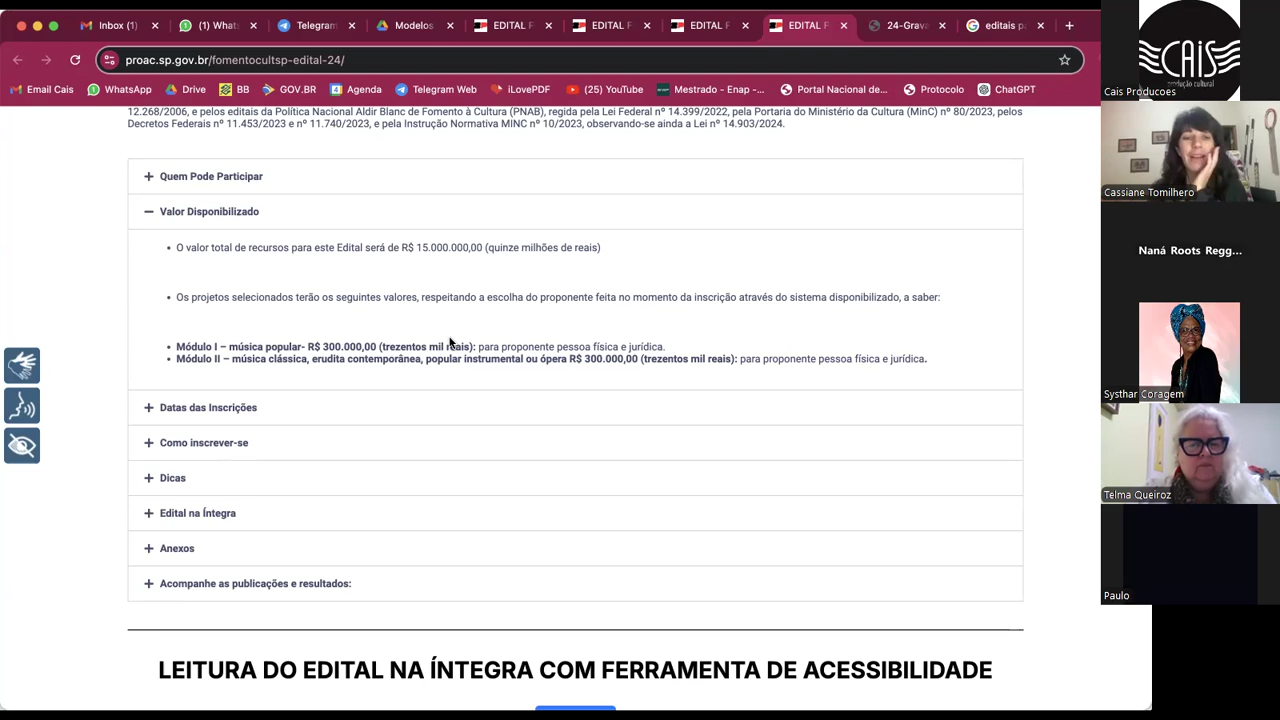 Inbox (1)
(1) What:
Telegram
Modelos
EDITAL F
EDITAL F
EDITAL F
EDITAL F
24-Grava
editais p
proac.sp.gov.br/fomentocultsp-edital-24/
Email Cais
WhatsApp
Drive
BB
GOV.BR
Agenda
Telegram Web
iLovePDF
(25) YouTube
Mestrado - Enap -...
Portal Nacional de...
Protocolo
ChatGPT
12.268/2006, e pelos editais da Política Nacional Aldir Blanc de Fomento à Cultura (PNAB), regida pela Lei Federal nº 14.399/2022, pela Portaria do Ministério da Cultura (MinC) nº 80/2023, pelos
Decretos Federais nº 11.453/2023 e nº 11.740/2023, e pela Instrução Normativa MINC nº 10/2023, observando-se ainda a Lei nº 14.903/2024.
+ Quem Pode Participar
− Valor Disponibilizado
• O valor total de recursos para este Edital será de R$ 15.000.000,00 (quinze milhões de reais)
• Os projetos selecionados terão os seguintes valores, respeitando a escolha do proponente feita no momento da inscrição através do sistema disponibilizado, a saber:
• Módulo I – música popular- R$ 300.000,00 (trezentos mil reais): para proponente pessoa física e jurídica.
• Módulo II – música clássica, erudita contemporânea, popular instrumental ou ópera R$ 300.000,00 (trezentos mil reais): para proponente pessoa física e jurídica.
+ Datas das Inscrições
+ Como inscrever-se
+ Dicas
+ Edital na Íntegra
+ Anexos
+ Acompanhe as publicações e resultados:
LEITURA DO EDITAL NA ÍNTEGRA COM FERRAMENTA DE ACESSIBILIDADE
CAIS
produção cultural
Cais Producoes
Cassiane Tomilhero
Naná Roots Regg...
Systhar Coragem
Telma Queiroz
Paulo